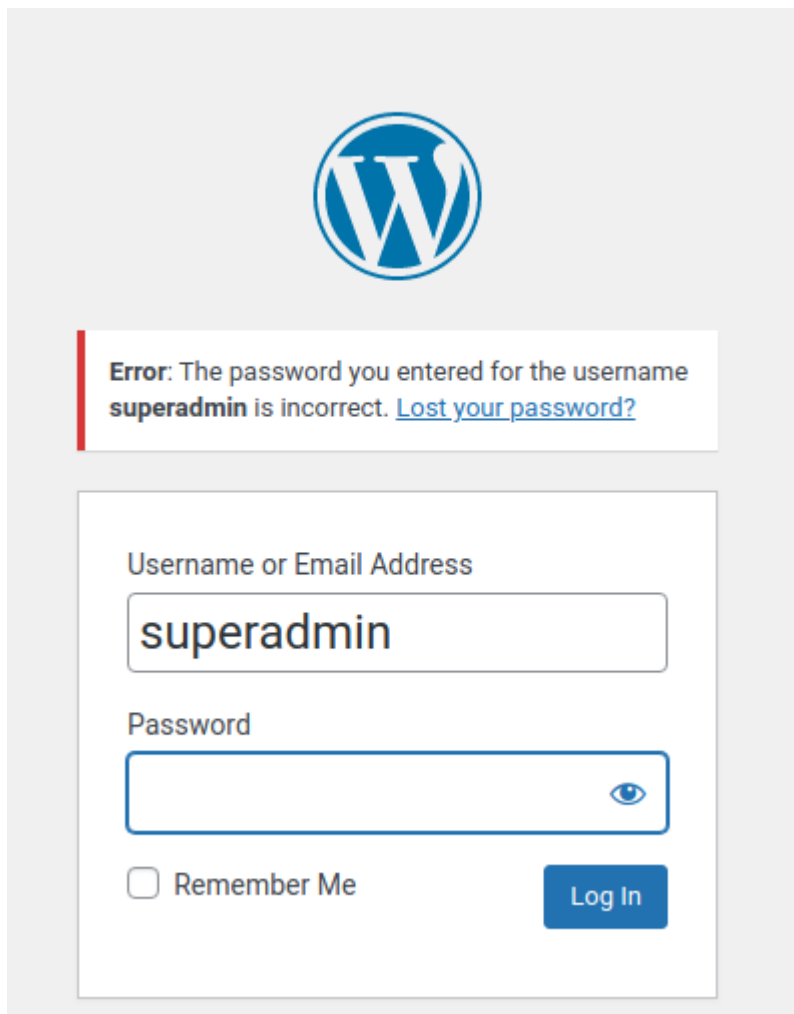 Error: The password you entered for the username
superadmin is incorrect. Lost your password?
Username or Email Address
superadmin
Password
Remember Me
Log In